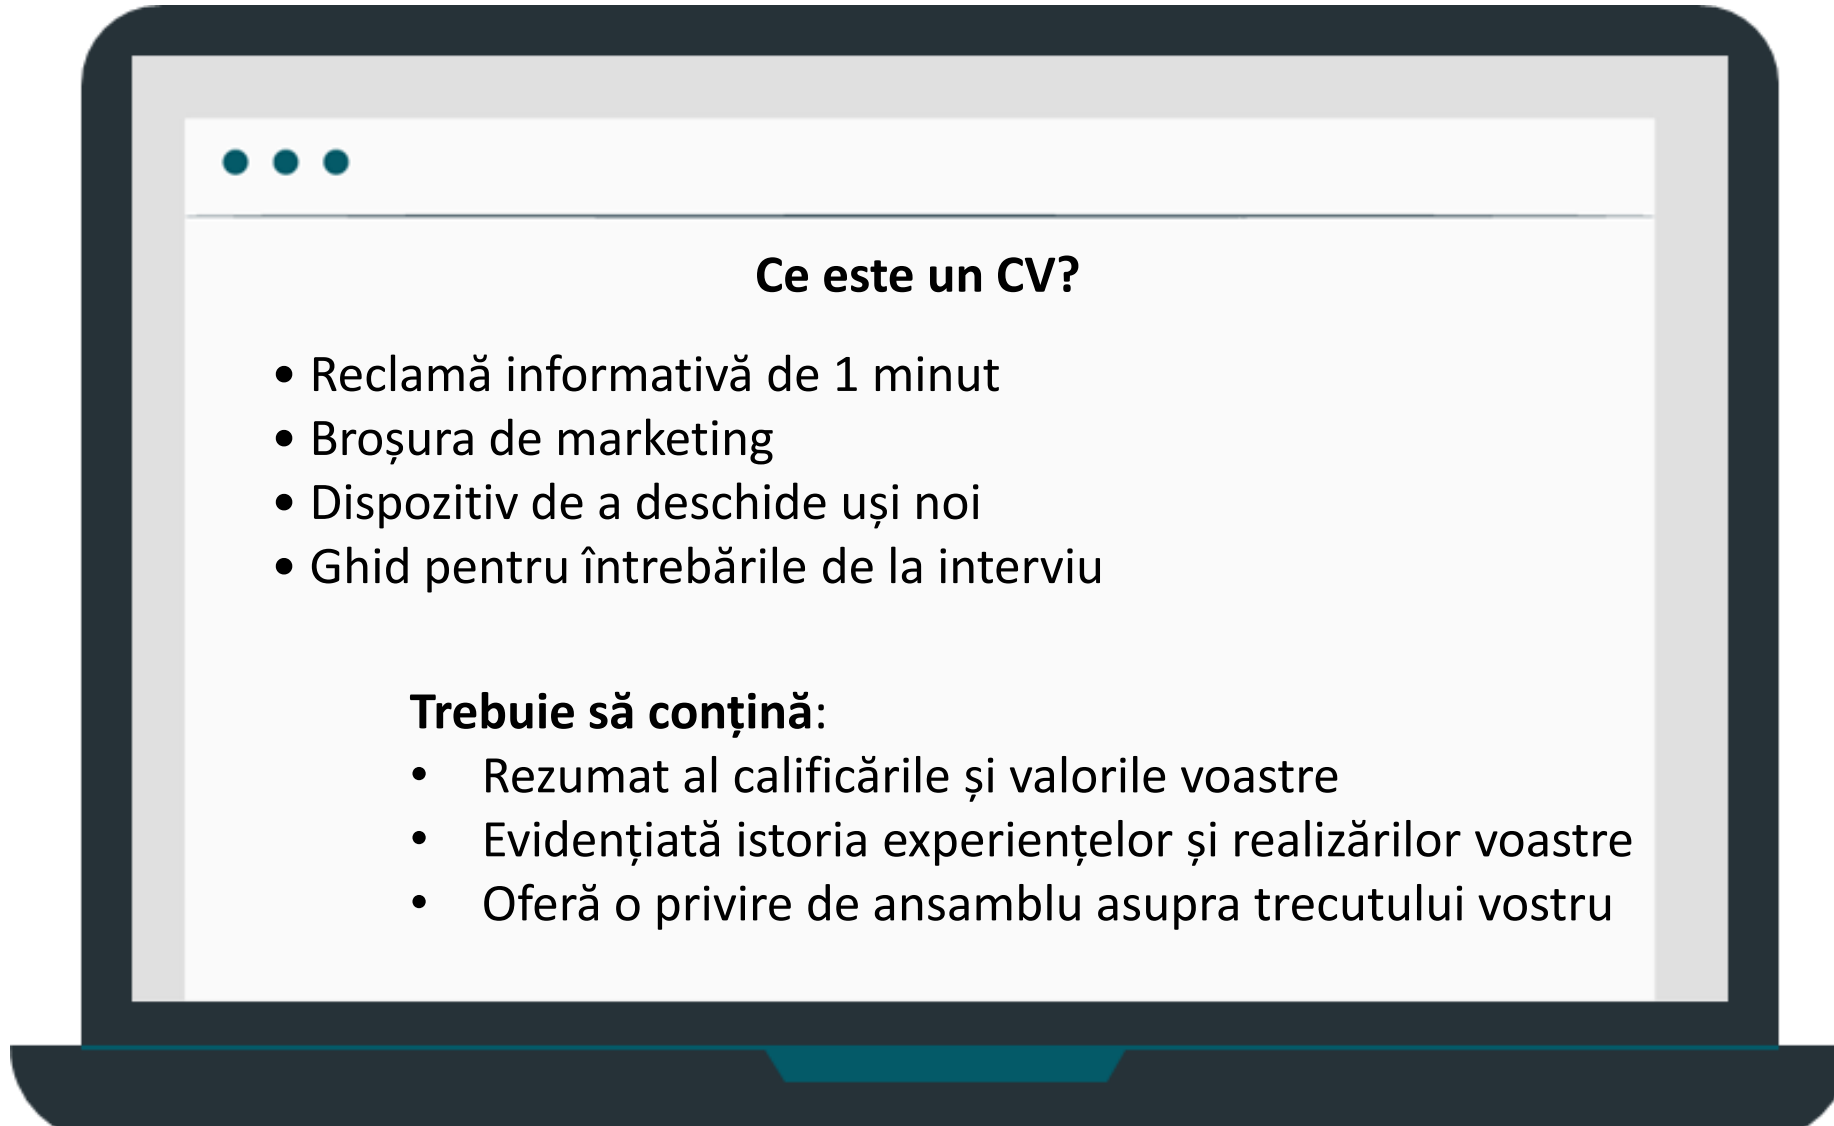 Ce este un CV?
• Reclamă informativă de 1 minut
• Broșura de marketing
• Dispozitiv de a deschide uși noi
• Ghid pentru întrebările de la interviu
Trebuie să conțină:
• Rezumat al calificările și valorile voastre
• Evidențiată istoria experiențelor și realizărilor voastre
• Oferă o privire de ansamblu asupra trecutului vostru